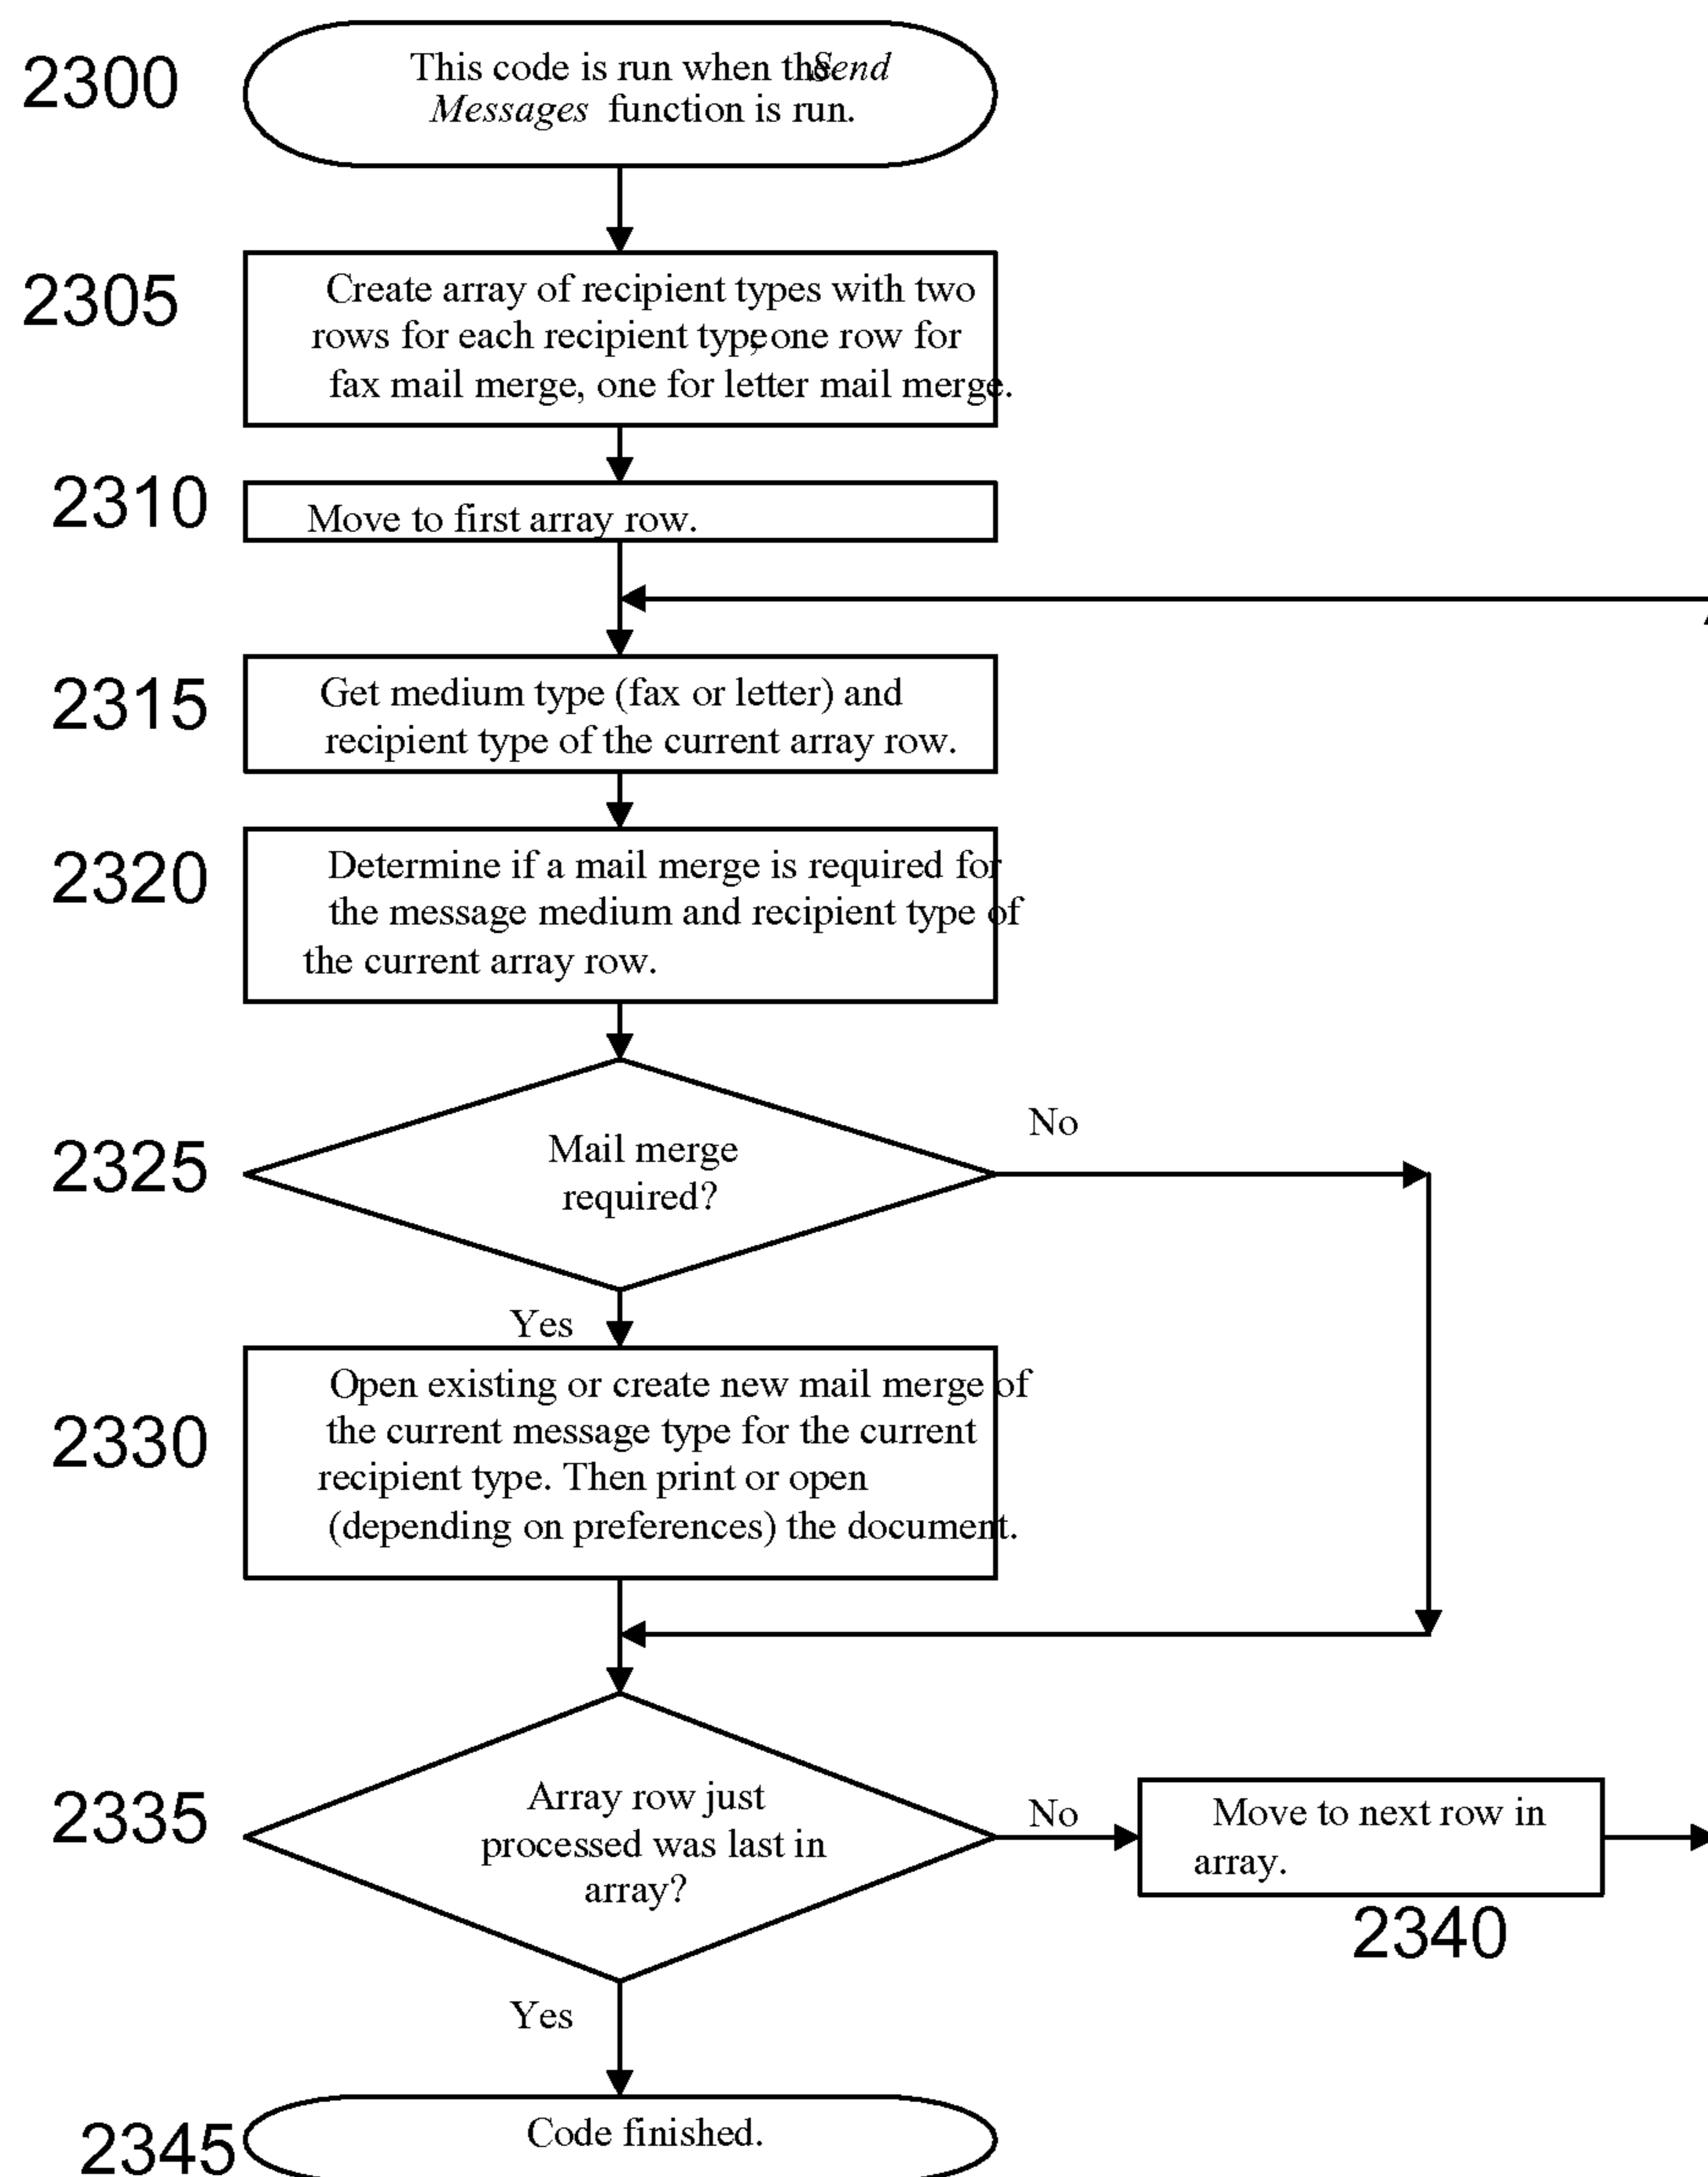 2300
This code is run when the Send
Messages function is run.
2305
Create array of recipient types with two
rows for each recipient type; one row for
fax mail merge, one for letter mail merge.
2310
Move to first array row.
2315
Get medium type (fax or letter) and
recipient type of the current array row.
2320
Determine if a mail merge is required for
the message medium and recipient type of
the current array row.
2325
Mail merge
required?
No
Yes
2330
Open existing or create new mail merge of
the current message type for the current
recipient type. Then print or open
(depending on preferences) the document.
2335
Array row just
processed was last in
array?
No
Move to next row in
array.
2340
Yes
2345
Code finished.